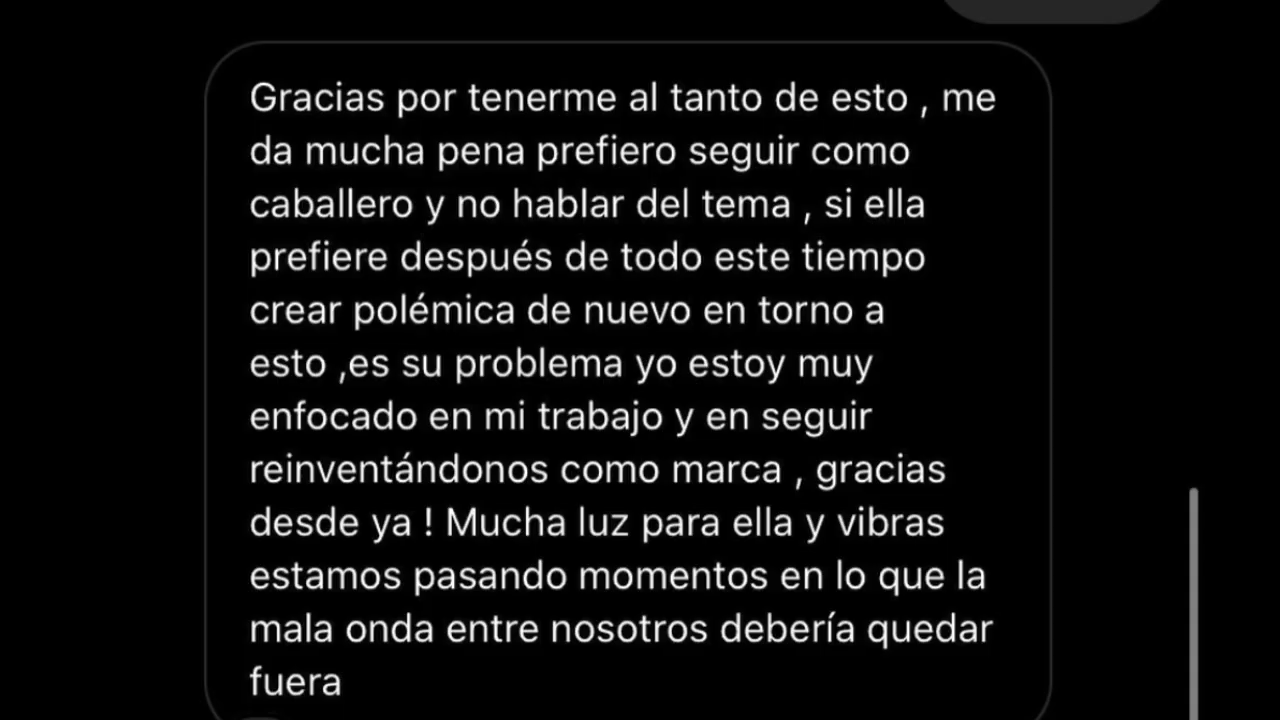 Gracias por tenerme al tanto de esto , me
da mucha pena prefiero seguir como
caballero y no hablar del tema , si ella
prefiere después de todo este tiempo
crear polémica de nuevo en torno a
esto ,es su problema yo estoy muy
enfocado en mi trabajo y en seguir
reinventándonos como marca , gracias
desde ya ! Mucha luz para ella y vibras
estamos pasando momentos en lo que la
mala onda entre nosotros debería quedar
fuera